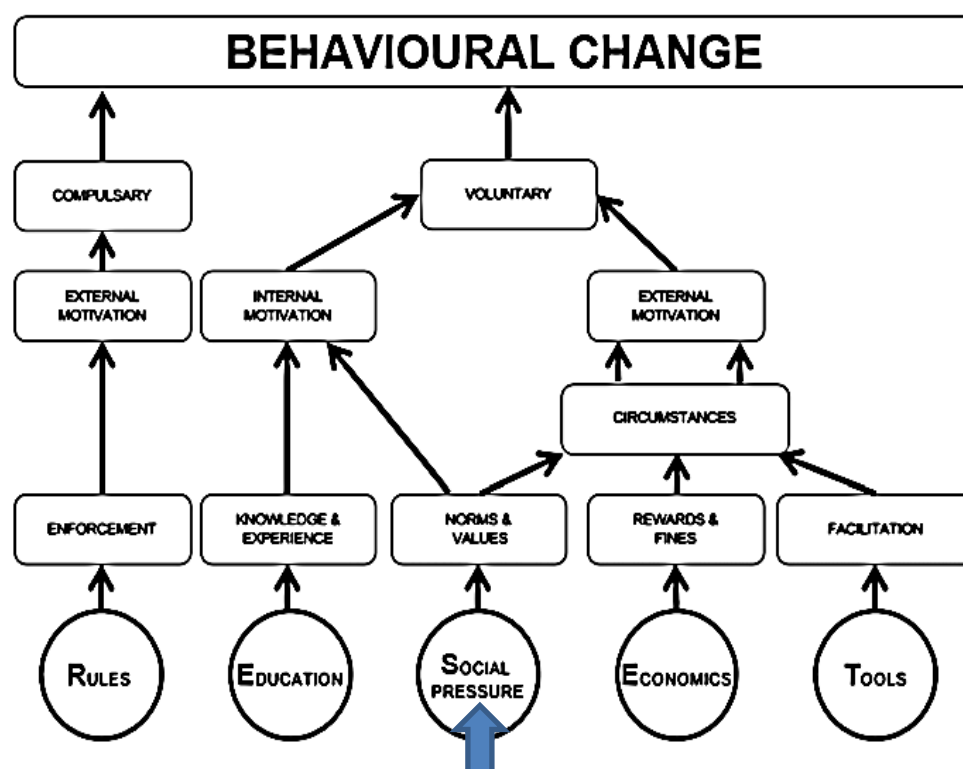 BEHAVIOURAL CHANGE
COMPULSARY
VOLUNTARY
EXTERNAL
MOTIVATION
INTERNAL
MOTIVATION
EXTERNAL
MOTIVATION
CIRCUMSTANCES
ENFORCEMENT
KNOWLEDGE &
EXPERIENCE
NORMS &
VALUES
REWARDS &
FINES
FACILITATION
RULES
EDUCATION
SOCIAL
PRESSURE
ECONOMICS
TOOLS